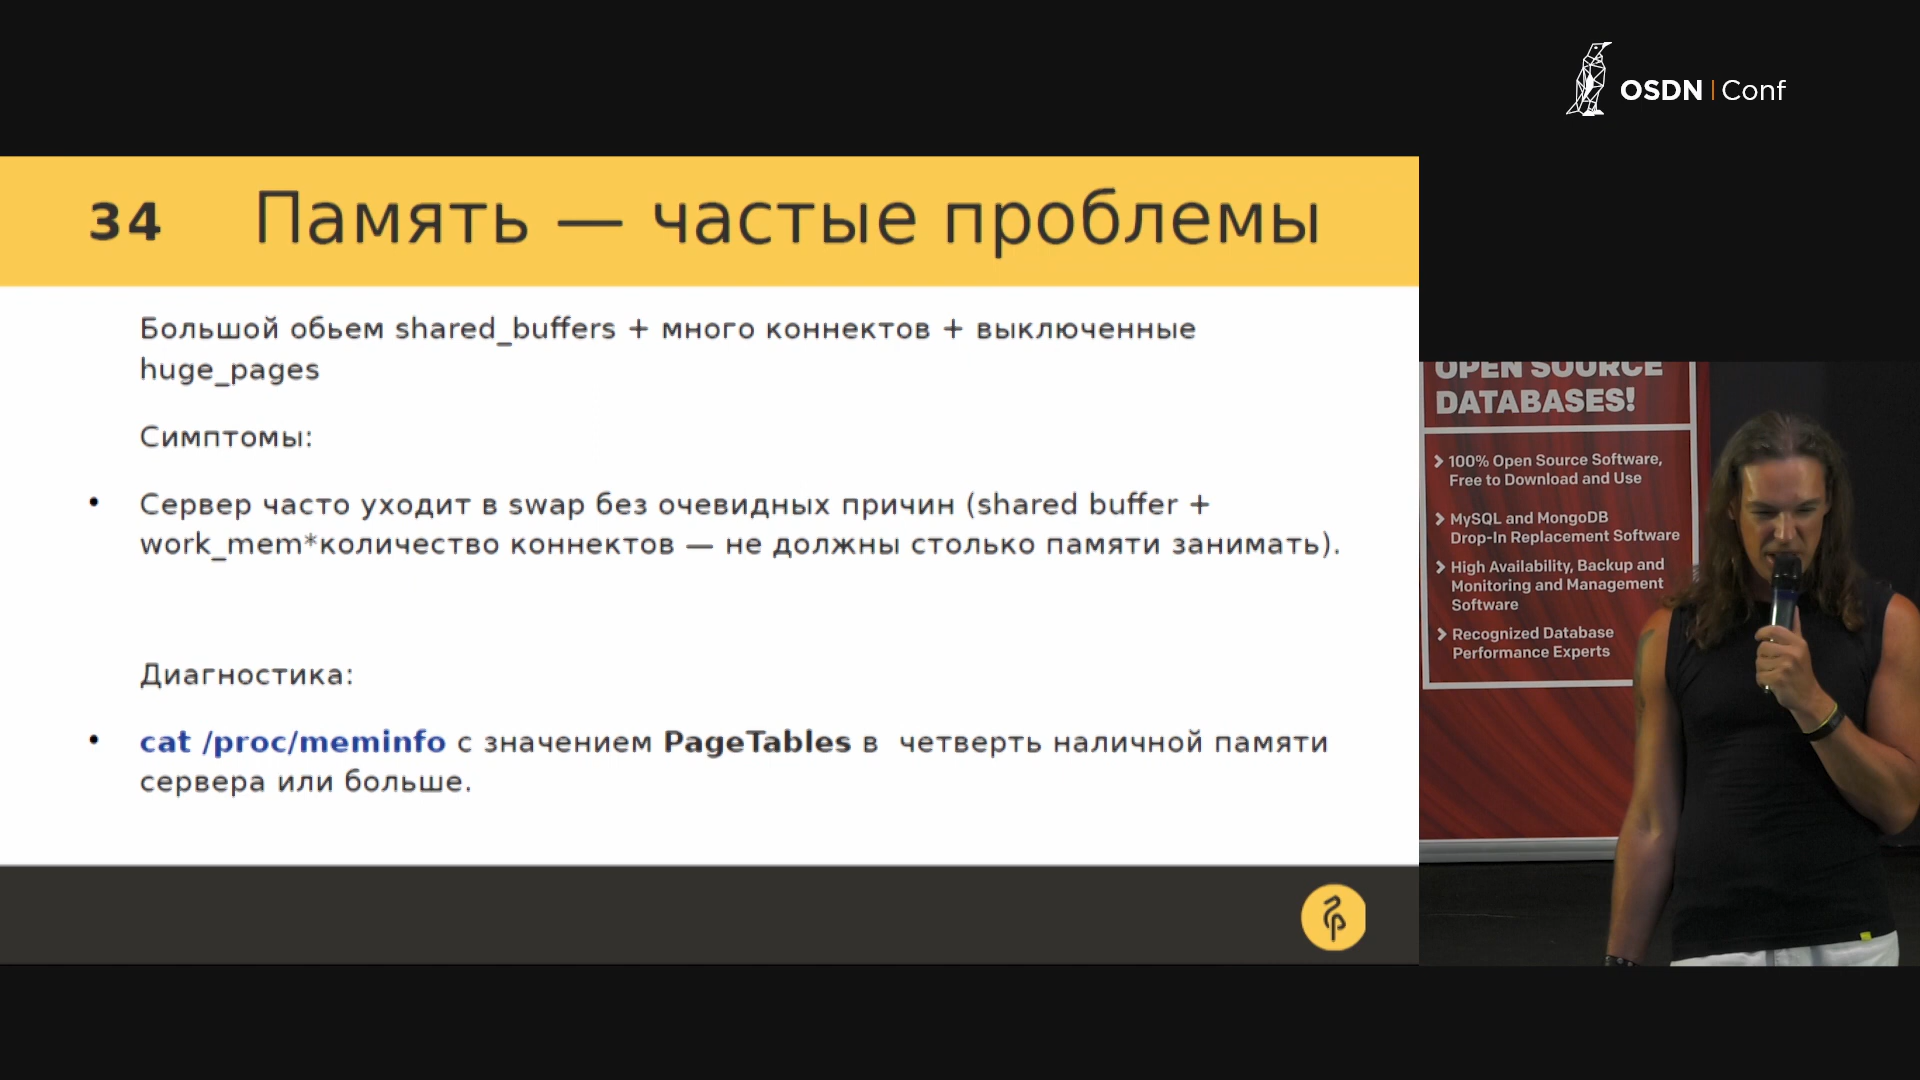 OSDN | Conf
34 Память — частые проблемы
Большой обьем shared_buffers + много коннектов + выключенные
huge_pages
Симптомы:
• Сервер часто уходит в swap без очевидных причин (shared buffer +
work_mem*количество коннектов — не должны столько памяти занимать).
Диагностика:
• cat /proc/meminfo с значением PageTables в четверть наличной памяти
сервера или больше.
OPEN SOURCE
DATABASES!
100% Open Source Software,
Free to Download and Use
MySQL and MongoDB
Drop-In Replacement Software
High Availability, Backup and
Monitoring and Management
Software
Recognized Database
Performance Experts